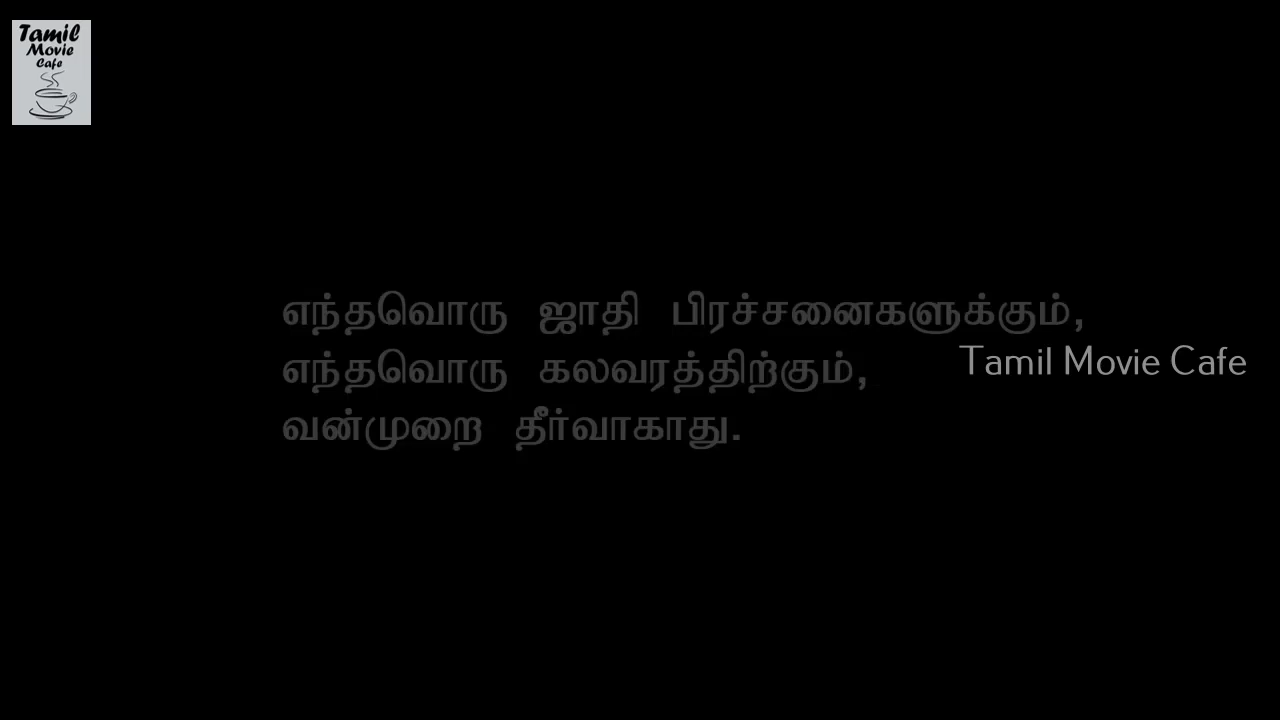 Tamil
Movie
Cafe
எந்தவொரு ஜாதி பிரச்சனைகளுக்கும்,
எந்தவொரு கலவரத்திற்கும்,
வன்முறை தீர்வாகாது.
Tamil Movie Cafe